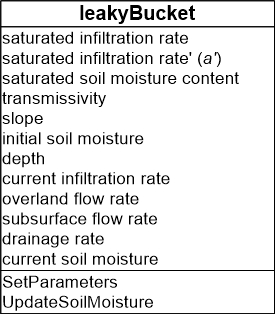 leakyBucket
saturated infiltration rate
saturated infiltration rate' (a')
saturated soil moisture content
transmissivity
slope
initial soil moisture
depth
current infiltration rate
overland flow rate
subsurface flow rate
drainage rate
current soil moisture
SetParameters
UpdateSoilMoisture